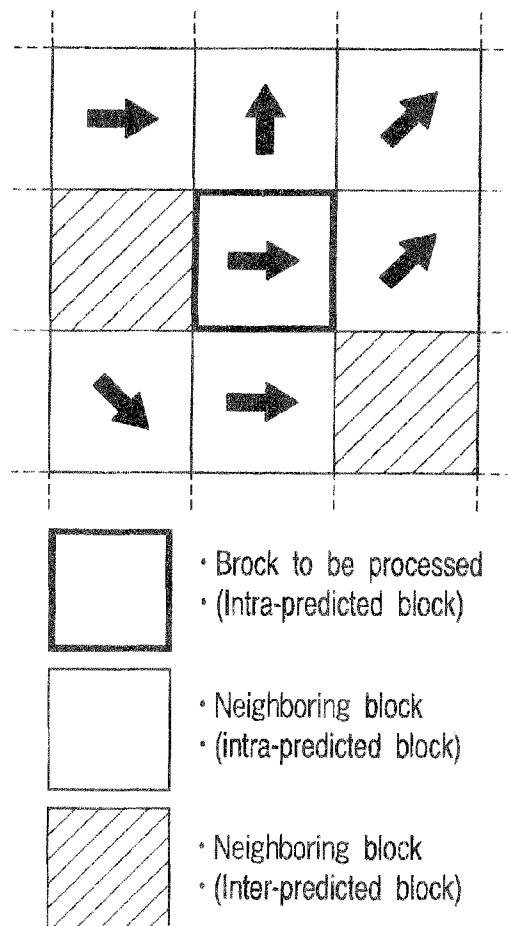 · Brock to be processed
· (Intra-predicted block)
· Neighboring block
· (intra-predicted block)
· Neighboring block
· (Inter-predicted block)